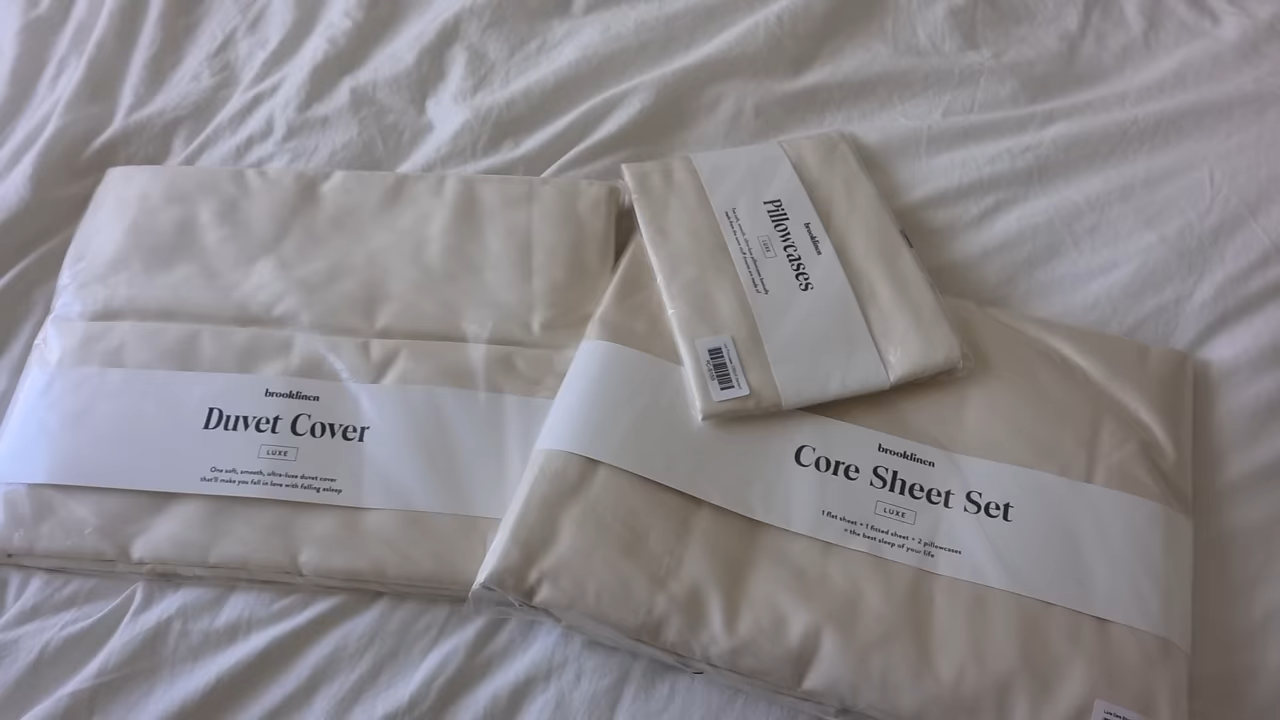 brooklinen
Duvet Cover
LUXE
One soft, smooth, ultra-luxe duvet cover
that'll make you fall in love with falling asleep
brooklinen
Pillowcases
LUXE
brooklinen
Core Sheet Set
LUXE
1 flat sheet + 1 fitted sheet + 2 pillowcases
= the best sleep of your life